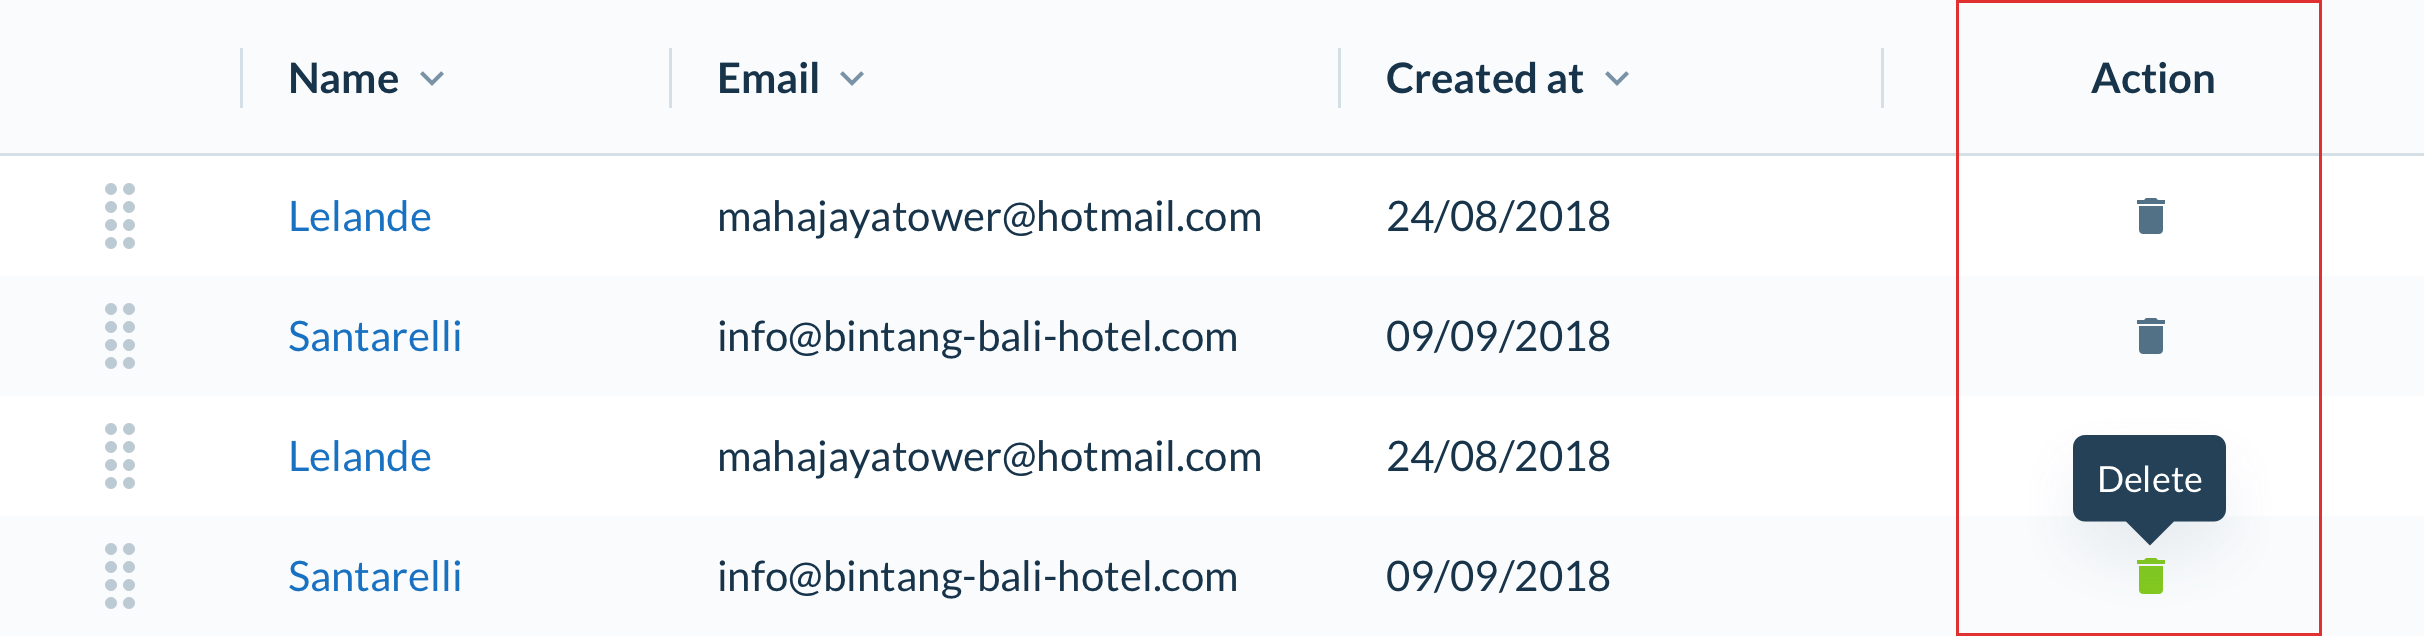 Name Email Created at Action
Lelande mahajayatower@hotmail.com 24/08/2018
Santarelli info@bintang-bali-hotel.com 09/09/2018
Lelande mahajayatower@hotmail.com 24/08/2018
Delete
Santarelli info@bintang-bali-hotel.com 09/09/2018